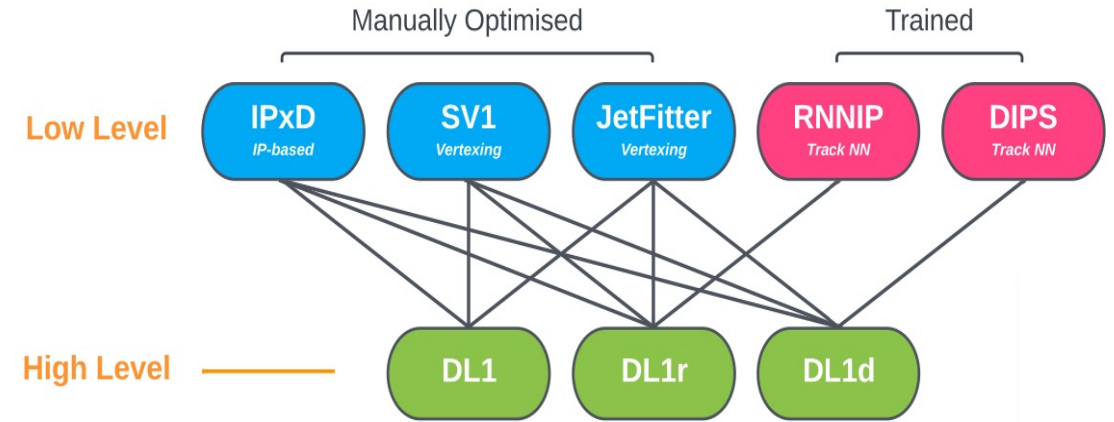 Manually Optimised
Trained
Low Level
IPxD
IP-based
SV1
Vertexing
JetFitter
Vertexing
RNNIP
Track NN
DIPS
Track NN
High Level
DL1
DL1r
DL1d